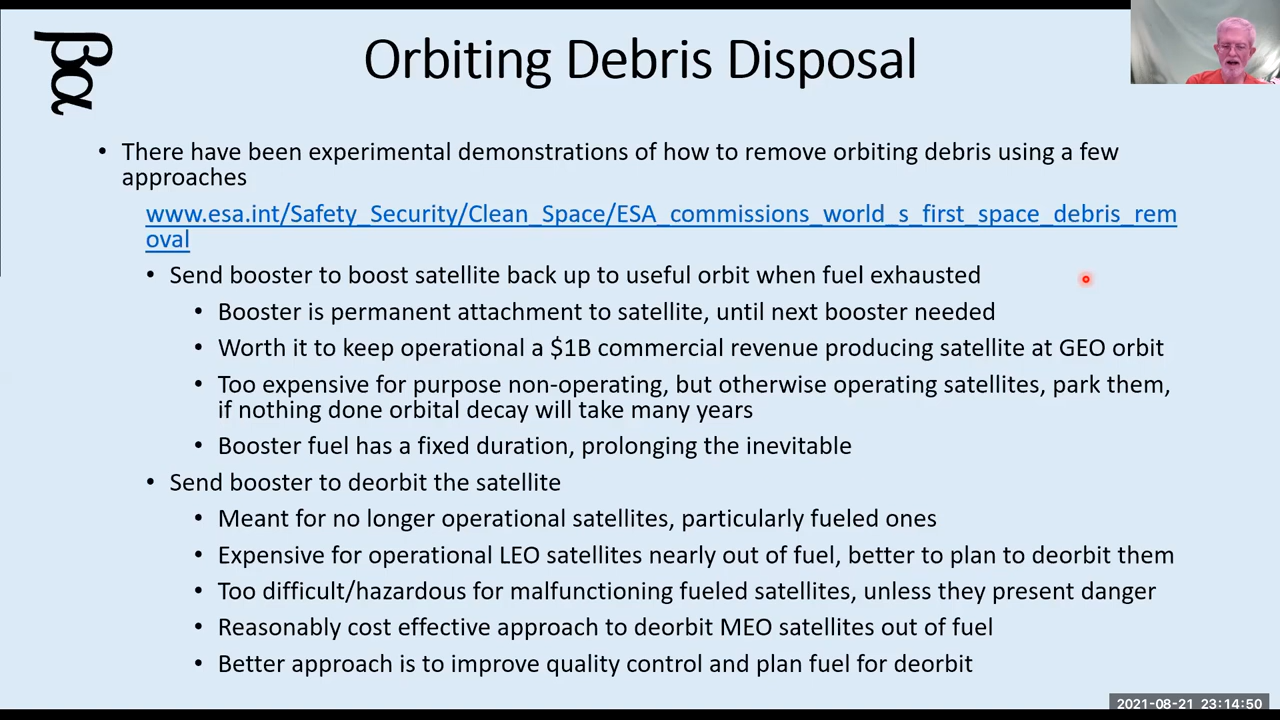 βα
Orbiting Debris Disposal
• There have been experimental demonstrations of how to remove orbiting debris using a few
approaches
www.esa.int/Safety_Security/Clean_Space/ESA_commissions_world_s_first_space_debris_rem
oval
• Send booster to boost satellite back up to useful orbit when fuel exhausted
• Booster is permanent attachment to satellite, until next booster needed
• Worth it to keep operational a $1B commercial revenue producing satellite at GEO orbit
• Too expensive for purpose non-operating, but otherwise operating satellites, park them,
if nothing done orbital decay will take many years
• Booster fuel has a fixed duration, prolonging the inevitable
• Send booster to deorbit the satellite
• Meant for no longer operational satellites, particularly fueled ones
• Expensive for operational LEO satellites nearly out of fuel, better to plan to deorbit them
• Too difficult/hazardous for malfunctioning fueled satellites, unless they present danger
• Reasonably cost effective approach to deorbit MEO satellites out of fuel
• Better approach is to improve quality control and plan fuel for deorbit
2021-08-21 23:14:50